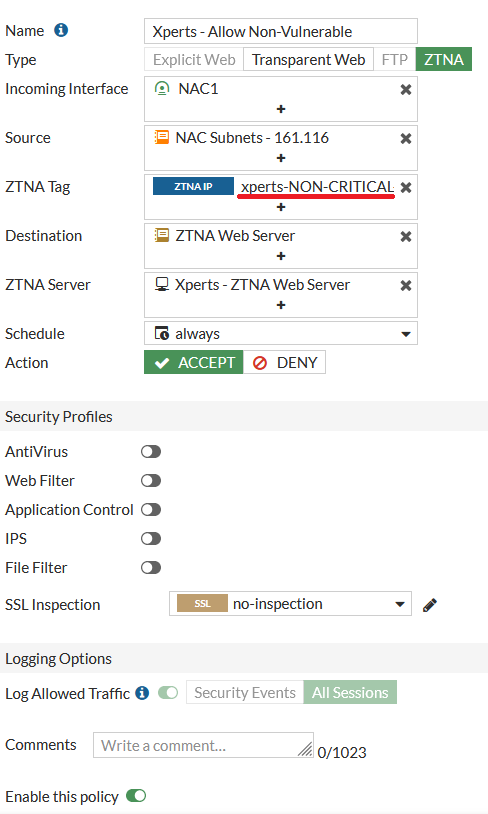 Name Xperts - Allow Non-Vulnerable
Type Explicit Web Transparent Web FTP ZTNA
Incoming Interface NAC1
+
Source NAC Subnets - 161.116
+
ZTNA Tag ZTNA IP xperts-NON-CRITICAL
+
Destination ZTNA Web Server
+
ZTNA Server Xperts - ZTNA Web Server
+
Schedule always
Action ACCEPT DENY
Security Profiles
AntiVirus
Web Filter
Application Control
IPS
File Filter
SSL Inspection SSL no-inspection
Logging Options
Log Allowed Traffic Security Events All Sessions
Comments Write a comment... 0/1023
Enable this policy